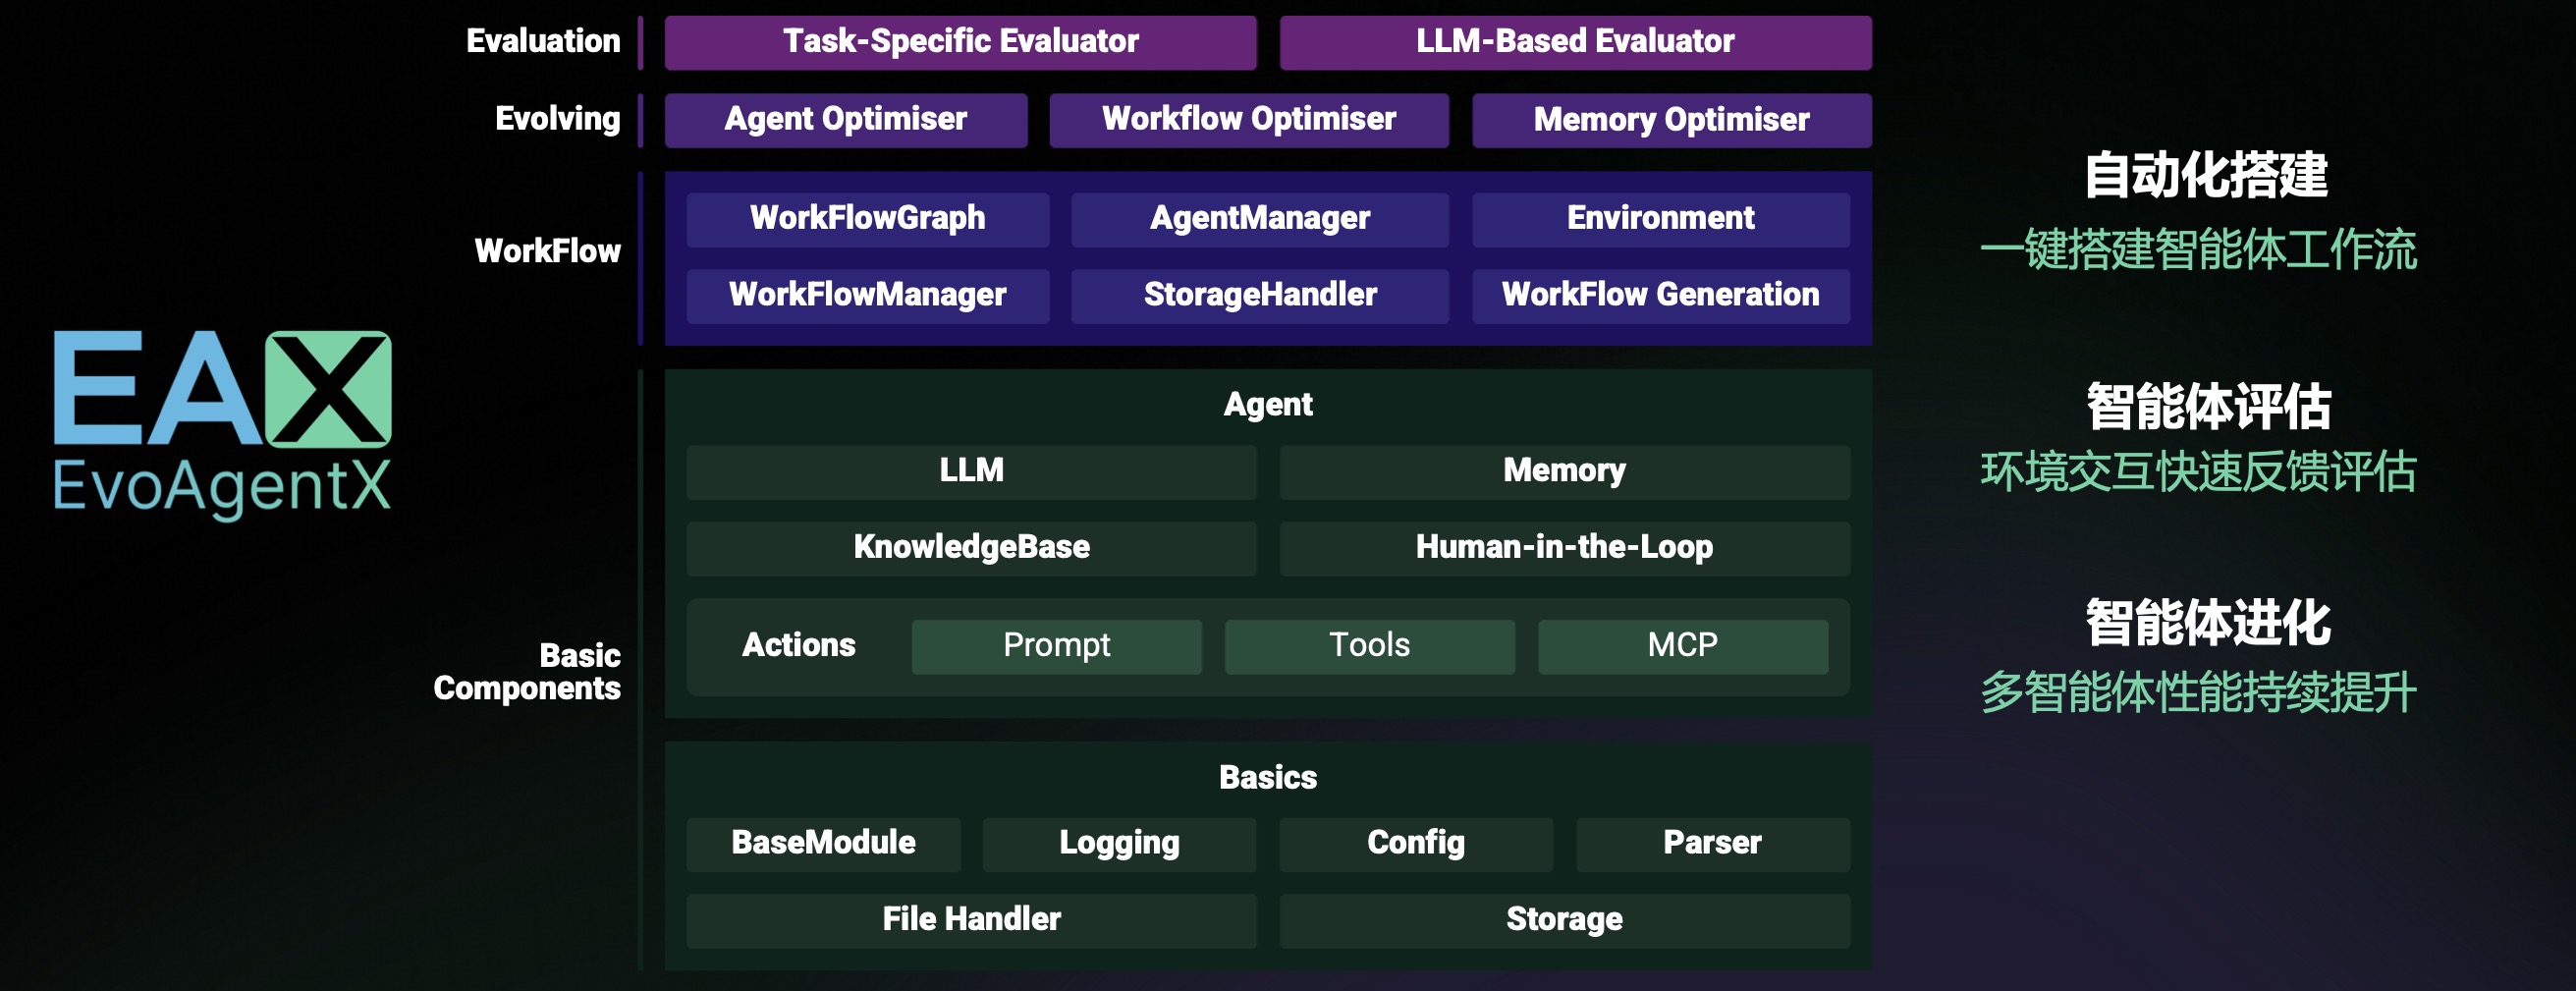 Evaluation
Task-Specific Evaluator
LLM-Based Evaluator
Evolving
Agent Optimiser
Workflow Optimiser
Memory Optimiser
WorkFlow
WorkFlowGraph
AgentManager
Environment
WorkFlowManager
StorageHandler
WorkFlow Generation
EAX
EvoAgentX
Basic
Components
Agent
LLM
Memory
KnowledgeBase
Human-in-the-Loop
Actions
Prompt
Tools
MCP
Basics
BaseModule
Logging
Config
Parser
File Handler
Storage
自动化搭建
一键搭建智能体工作流
智能体评估
环境交互快速反馈评估
智能体进化
多智能体性能持续提升